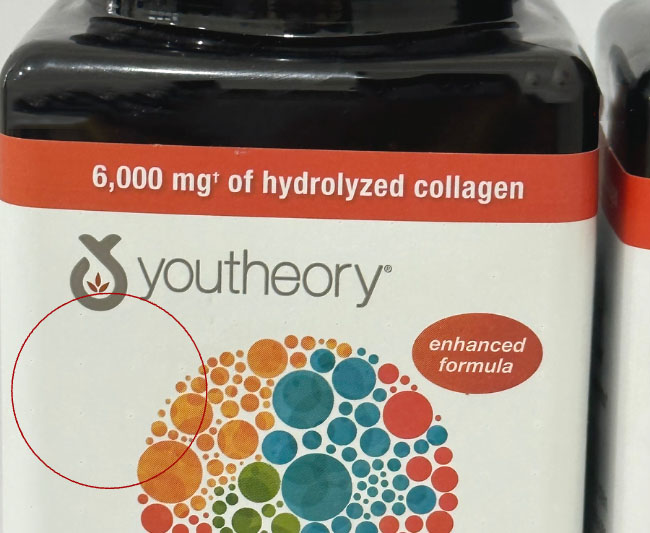 6,000 mg† of hydrolyzed collagen
youtheory®
enhanced
formula